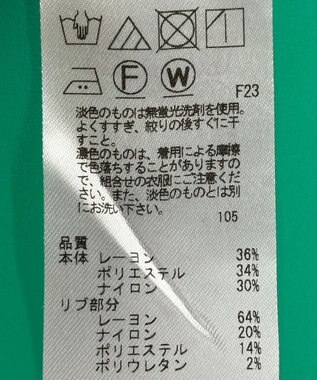 F W F23
淡色のものは無蛍光洗剤を使用。
よくすすぎ、絞りの後すぐに干
すこと。
濃色のものは、着用による摩擦
で色落ちすることがありますの
で、組合せの衣服にご注意くだ
さい。また、淡色のものとは別
にお洗い下さい。
105
品質
本体 レーヨン 36%
ポリエステル 34%
ナイロン 30%
リブ部分
レーヨン 64%
ナイロン 20%
ポリエステル 14%
ポリウレタン 2%